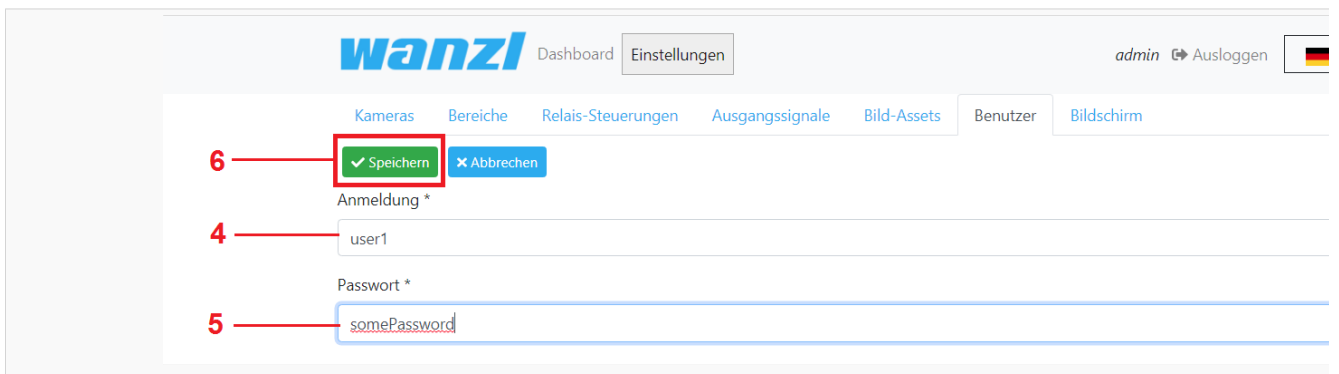 wanzl Dashboard Einstellungen admin Ausloggen
Kameras Bereiche Relais-Steuerungen Ausgangssignale Bild-Assets Benutzer Bildschirm
6 Speichern Abbrechen
Anmeldung *
4 user1
Passwort *
5 somePassword